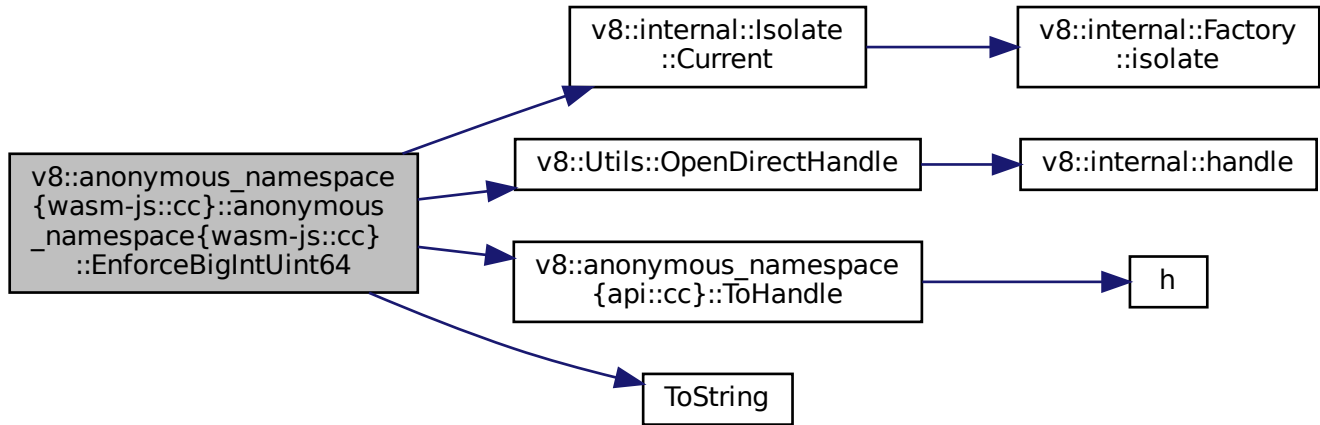 v8::internal::Isolate
::Current
v8::internal::Factory
::isolate
v8::Utils::OpenDirectHandle
v8::internal::handle
v8::anonymous_namespace
{wasm-js::cc}::anonymous
_namespace{wasm-js::cc}
::EnforceBigIntUint64
v8::anonymous_namespace
{api::cc}::ToHandle
h
ToString